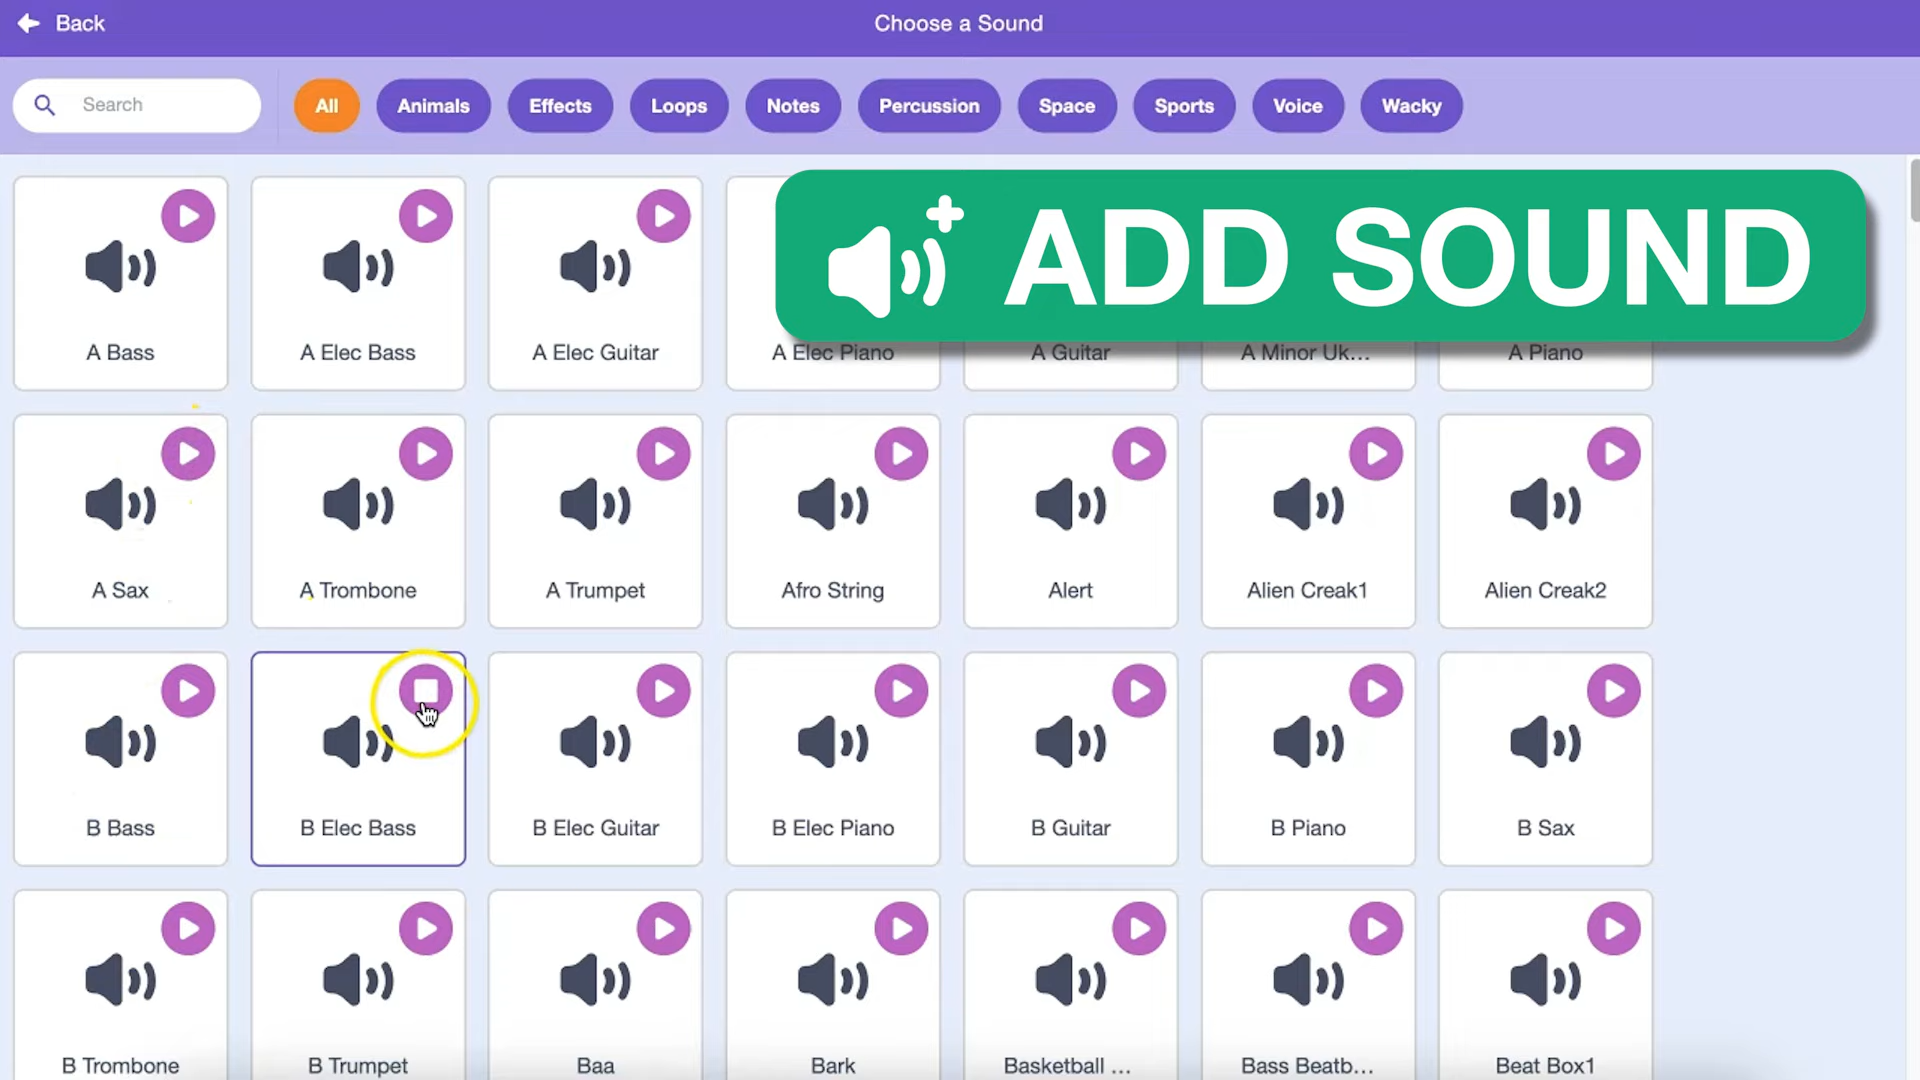 Back
Choose a Sound
Search
All
Animals
Effects
Loops
Notes
Percussion
Space
Sports
Voice
Wacky
ADD SOUND
A Bass
A Elec Bass
A Elec Guitar
A Elec Piano
A Guitar
A Minor Uk...
A Piano
A Sax
A Trombone
A Trumpet
Afro String
Alert
Alien Creak1
Alien Creak2
B Bass
B Elec Bass
B Elec Guitar
B Elec Piano
B Guitar
B Piano
B Sax
B Trombone
B Trumpet
Baa
Bark
Basketball ...
Bass Beatb...
Beat Box1